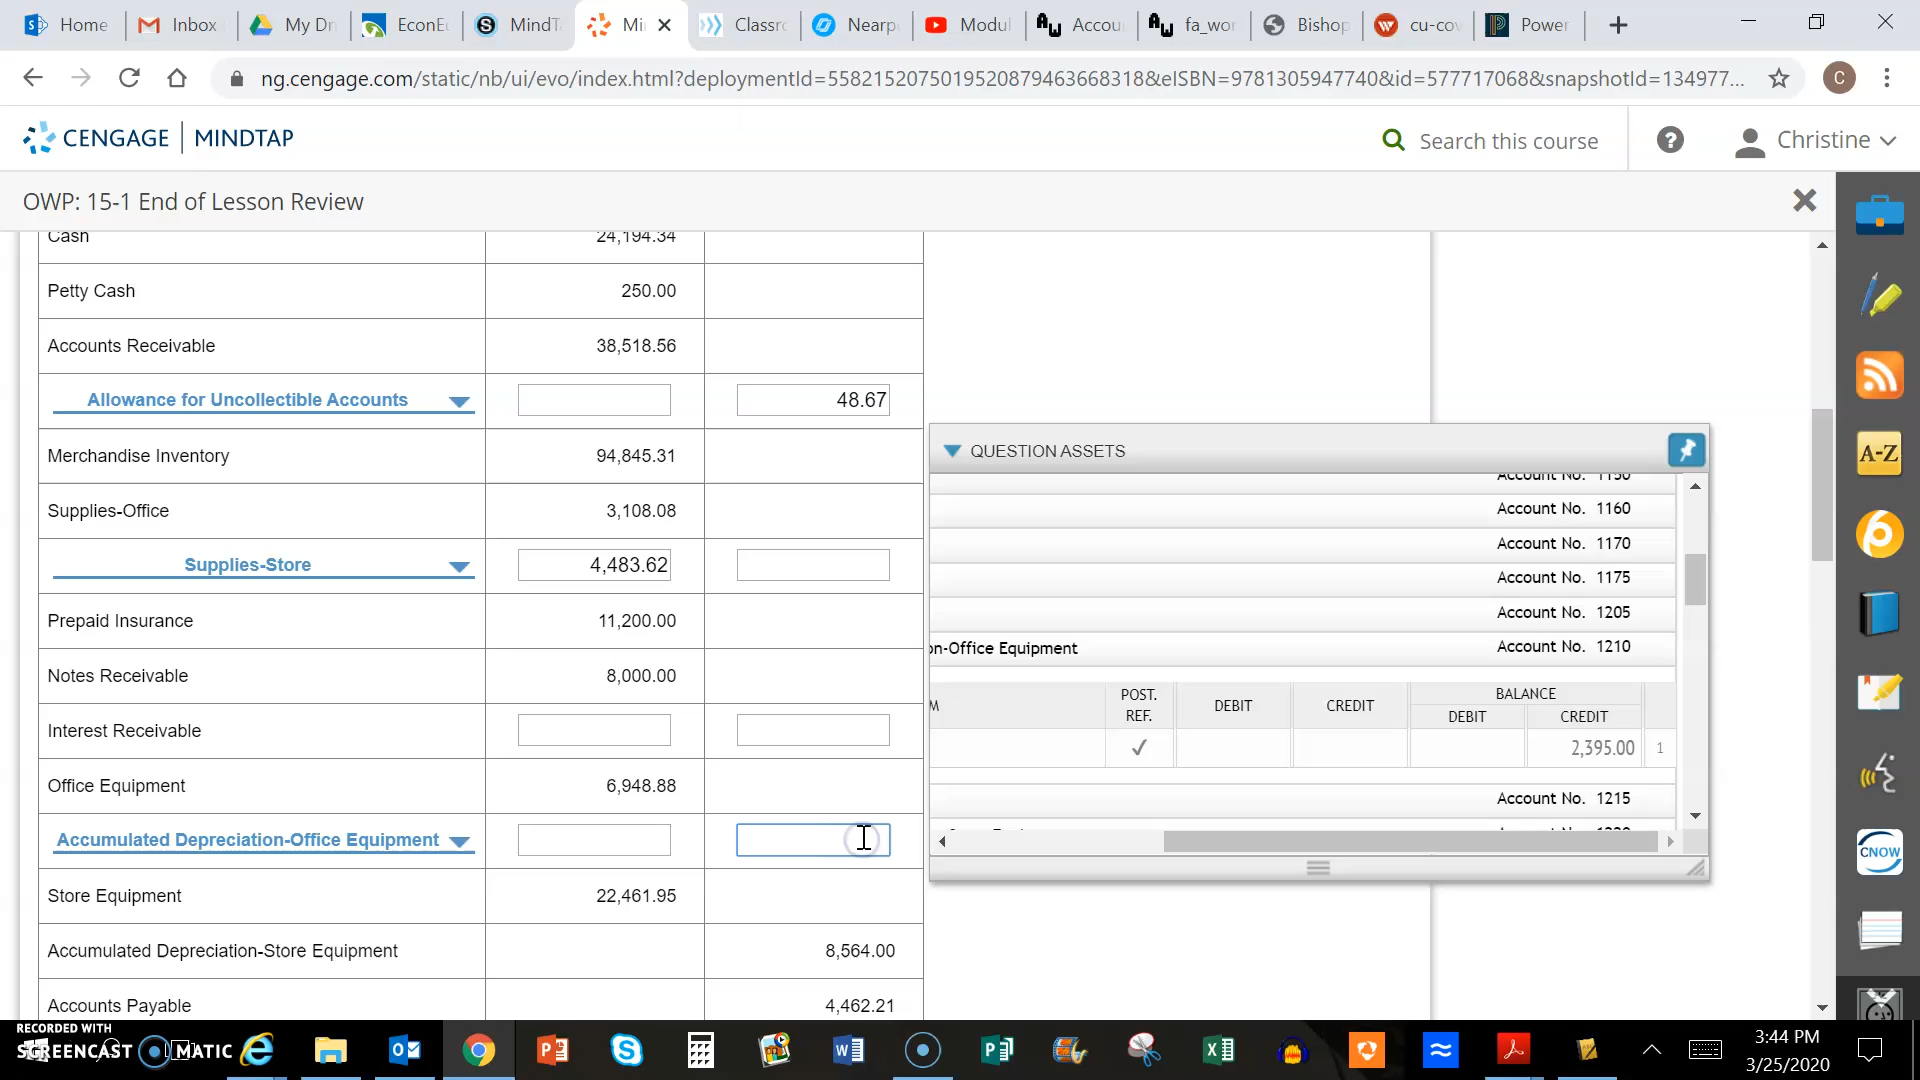 Home Inbox My Dr EconE MindT Mi Classro Nearp Modul Accou fa_wor Bishop cu-cov Power
ng.cengage.com/static/nb/ui/evo/index.html?deploymentId=55821520750195208794636683​18&eISBN=9781305947740&id=577717068&snapshotId=134977... C
CENGAGE | MINDTAP Search this course ? Christine
OWP: 15-1 End of Lesson Review
Cash 24,194.34
Petty Cash 250.00
Accounts Receivable 38,518.56
Allowance for Uncollectible Accounts 48.67
Merchandise Inventory 94,845.31
Supplies-Office 3,108.08
Supplies-Store 4,483.62
Prepaid Insurance 11,200.00
Notes Receivable 8,000.00
Interest Receivable
Office Equipment 6,948.88
Accumulated Depreciation-Office Equipment
Store Equipment 22,461.95
Accumulated Depreciation-Store Equipment 8,564.00
Accounts Payable 4,462.21
QUESTION ASSETS
Account No. 1150
Account No. 1160
Account No. 1170
Account No. 1175
Account No. 1205
on-Office Equipment Account No. 1210
M POST. REF. DEBIT CREDIT BALANCE
DEBIT CREDIT
2,395.00 1
Account No. 1215
A-Z
CNOW
RECORDED WITH
SCREENCAST MATIC
3:44 PM
3/25/2020